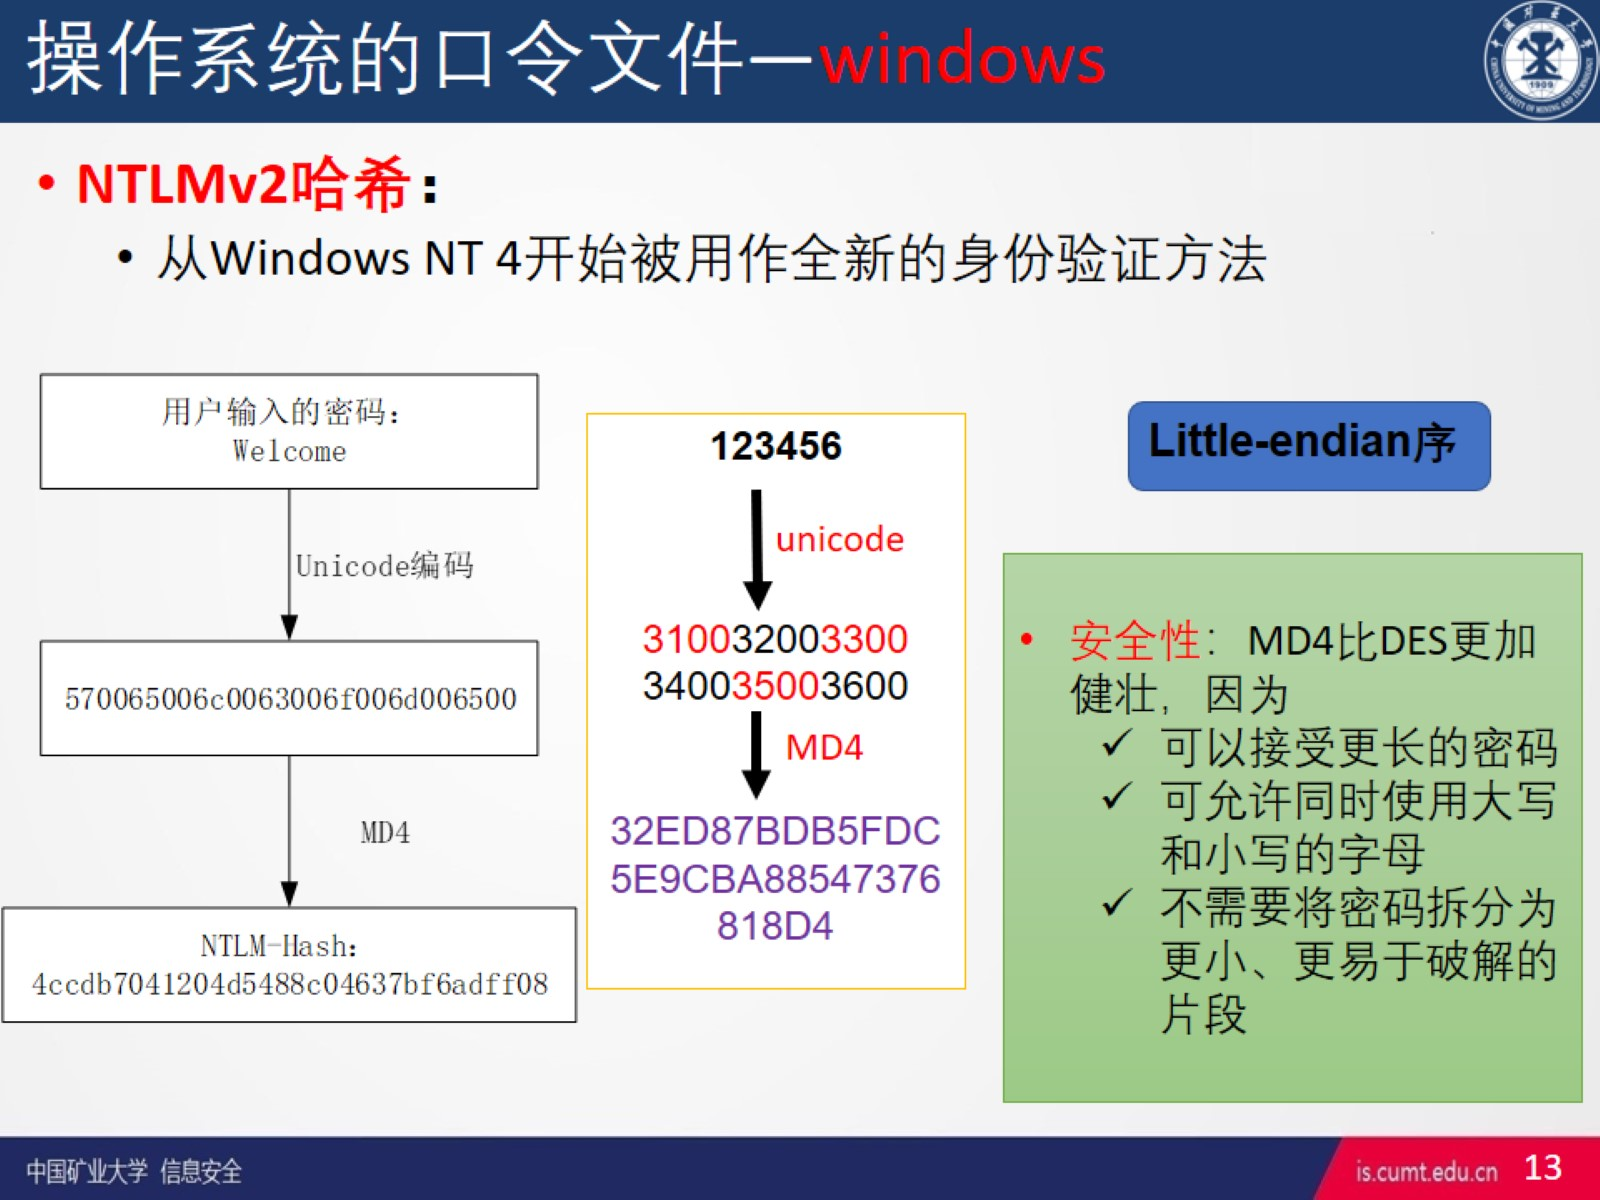 操作系统的口令文件—windows
• NTLMv2哈希：
• 从Windows NT 4开始被用作全新的身份验证方法
用户输入的密码：
Welcome
Unicode编码
570065006c0063006f006d006500
MD4
NTLM-Hash：
4ccdb7041204d5488c04637bf6adff08
123456
unicode
310032003300
340035003600
MD4
32ED87BDB5FDC
5E9CBA88547376
818D4
Little-endian序
• 安全性：MD4比DES更加
健壮，因为
✓ 可以接受更长的密码
✓ 可允许同时使用大写
和小写的字母
✓ 不需要将密码拆分为
更小、更易于破解的
片段
中国矿业大学 信息安全
is.cumt.edu.cn 13